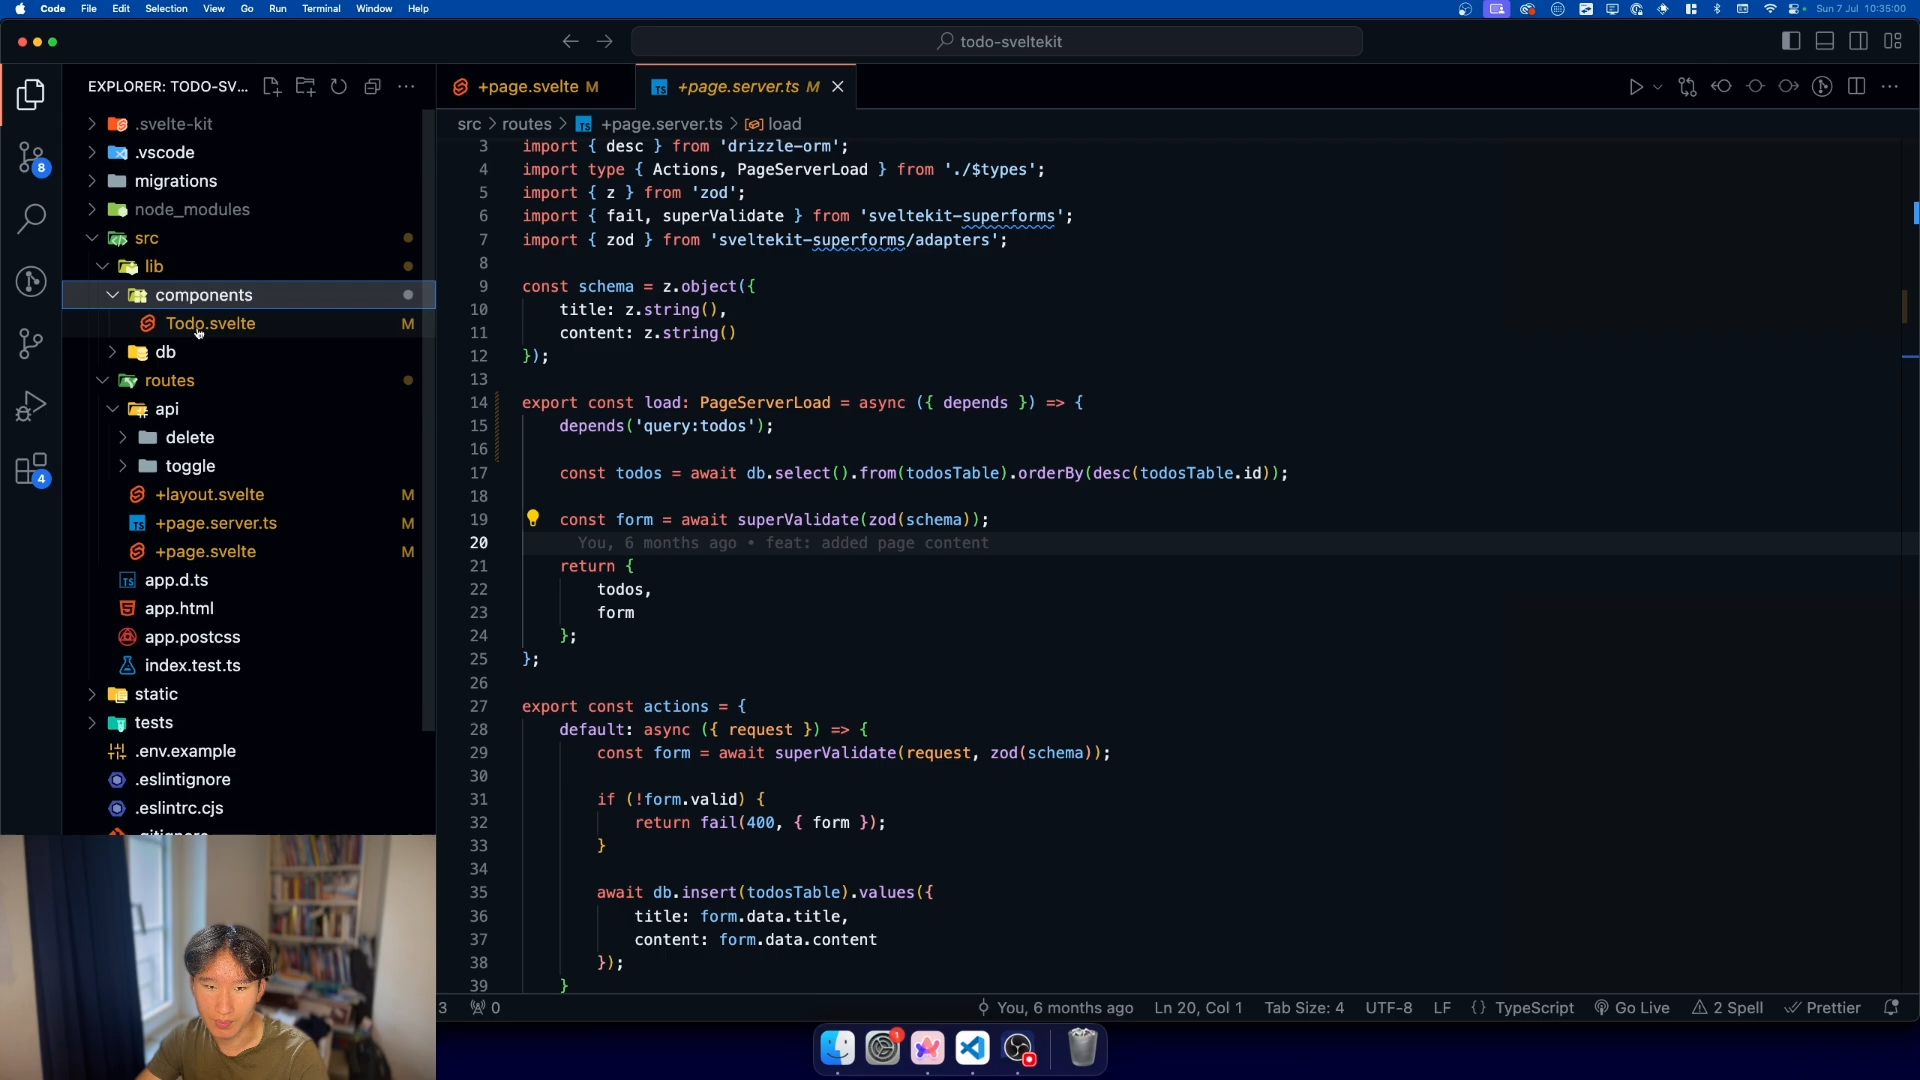 Code File Edit Selection View Go Run Terminal Window Help
Sun 7 Jul 10:35:00
todo-sveltekit
EXPLORER: TODO-SV...
.svelte-kit
.vscode
migrations
node_modules
src
lib
components
Todo.svelte M
db
routes
api
delete
toggle
+layout.svelte M
+page.server.ts M
+page.svelte M
app.d.ts
app.html
app.postcss
index.test.ts
static
tests
.env.example
.eslintignore
.eslintrc.cjs
.gitignore
8
4
+page.svelte M
+page.server.ts M
src > routes > +page.server.ts > load
3 import { desc } from 'drizzle-orm';
4 import type { Actions, PageServerLoad } from './$types';
5 import { z } from 'zod';
6 import { fail, superValidate } from 'sveltekit-superforms';
7 import { zod } from 'sveltekit-superforms/adapters';
8
9 const schema = z.object({
10 title: z.string(),
11 content: z.string()
12 });
13
14 export const load: PageServerLoad = async ({ depends }) => {
15 depends('query:todos');
16
17 const todos = await db.select().from(todosTable).orderBy(desc(todosTable.id));
18
19 const form = await superValidate(zod(schema));
20 You, 6 months ago • feat: added page content
21 return {
22 todos,
23 form
24 };
25 };
26
27 export const actions = {
28 default: async ({ request }) => {
29 const form = await superValidate(request, zod(schema));
30
31 if (!form.valid) {
32 return fail(400, { form });
33 }
34
35 await db.insert(todosTable).values({
36 title: form.data.title,
37 content: form.data.content
38 });
39 }
3 0 You, 6 months ago Ln 20, Col 1 Tab Size: 4 UTF-8 LF {} TypeScript Go Live 2 Spell Prettier
1